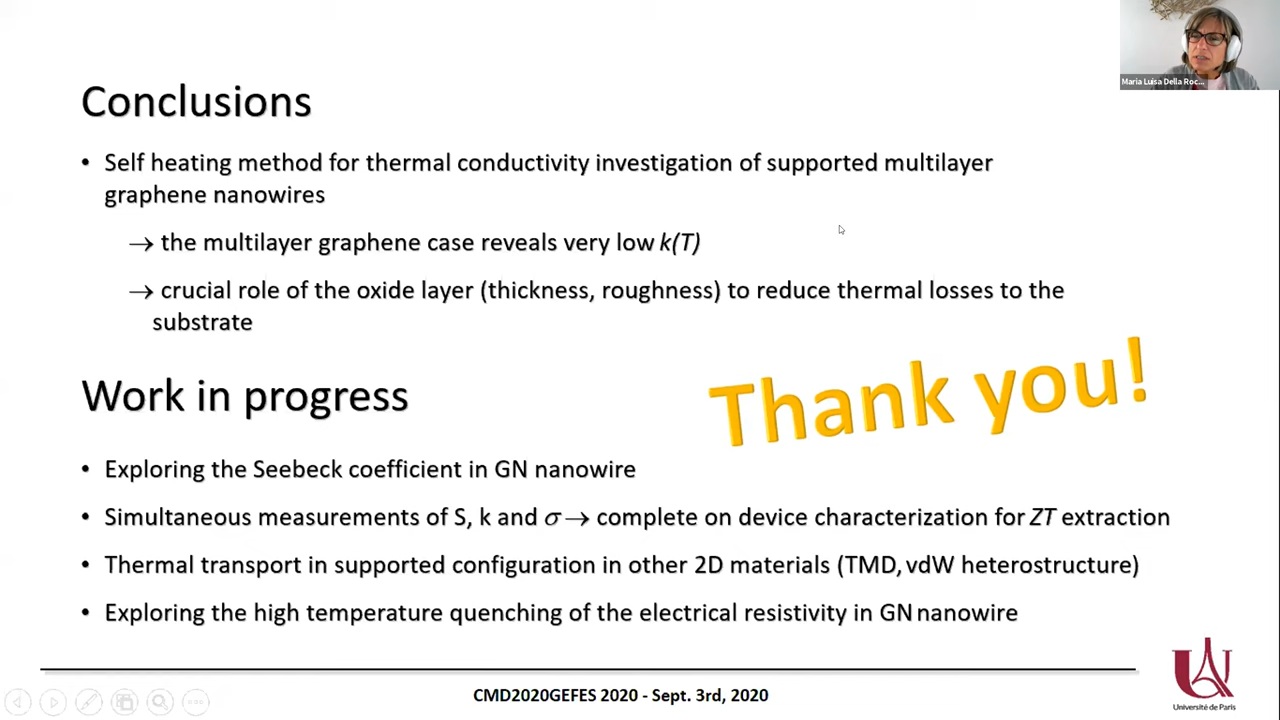 Maria Luisa Della Roc...
Conclusions
• Self heating method for thermal conductivity investigation of supported multilayer
graphene nanowires
→ the multilayer graphene case reveals very low k(T)
→ crucial role of the oxide layer (thickness, roughness) to reduce thermal losses to the
substrate
Thank you!
Work in progress
• Exploring the Seebeck coefficient in GN nanowire
• Simultaneous measurements of S, k and σ → complete on device characterization for ZT extraction
• Thermal transport in supported configuration in other 2D materials (TMD, vdW heterostructure)
• Exploring the high temperature quenching of the electrical resistivity in GN nanowire
CMD2020GEFES 2020 - Sept. 3rd, 2020
Université de Paris